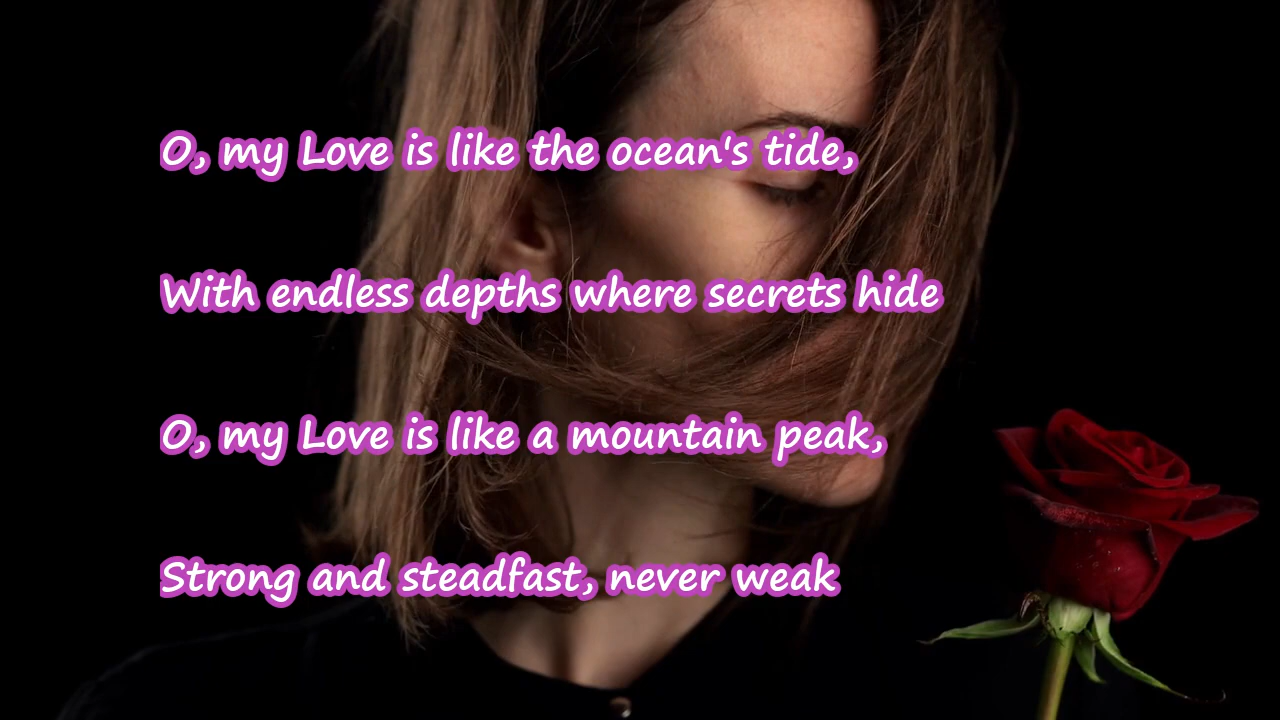 O, my Love is like the ocean's tide,
With endless depths where secrets hide
O, my Love is like a mountain peak,
Strong and steadfast, never weak